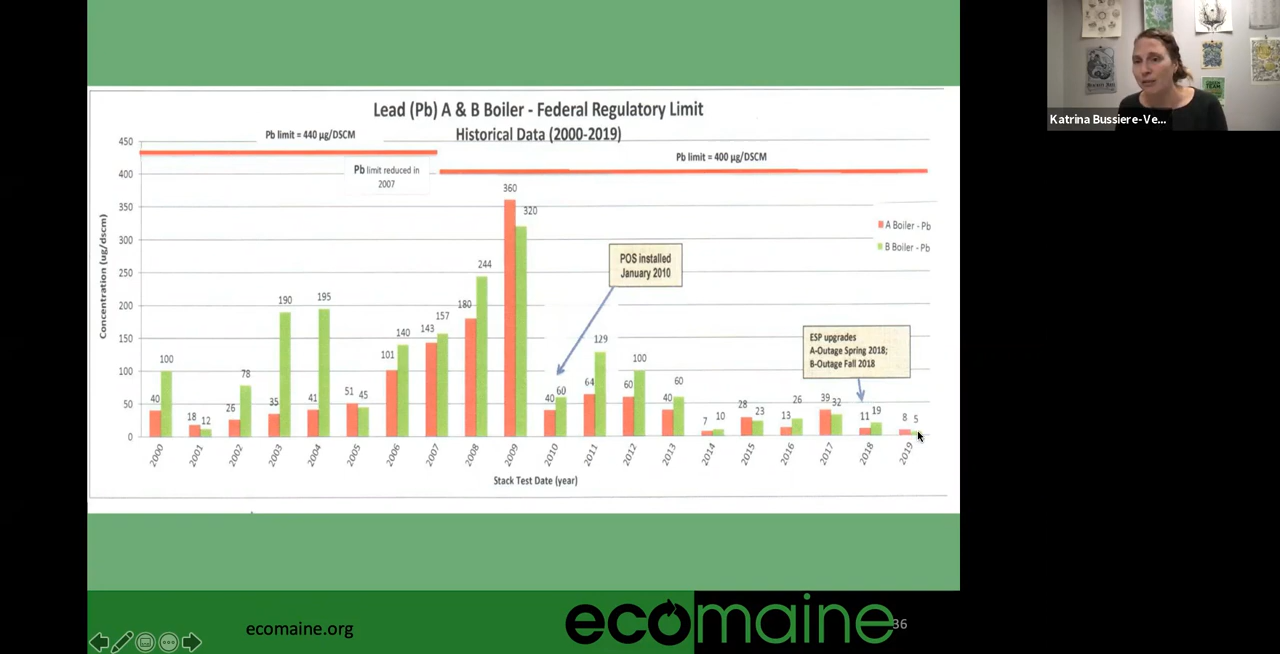 Lead (Pb) A & B Boiler - Federal Regulatory Limit
Historical Data (2000-2019)
Pb limit = 440 µg/DSCM
Pb limit = 400 µg/DSCM
Pb limit reduced in
2007
Concentration (ug/dscm)
450
400
350
300
250
200
150
100
50
0
40 100
18 12
26 78
35 190
41 195
51 45
101 140
143 157
180 244
360 320
40 60
64 129
60 100
40 60
7 10
28 23
13 26
39 32
11 19
8 5
POS installed
January 2010
ESP upgrades
A-Outage Spring 2018;
B-Outage Fall 2018
A Boiler - Pb
B Boiler - Pb
2000 2001 2002 2003 2004 2005 2006 2007 2008 2009 2010 2011 2012 2013 2014 2015 2016 2017 2018 2019
Stack Test Date (year)
ecomaine.org
ecomaine
36
Katrina Bussiere-Ve...